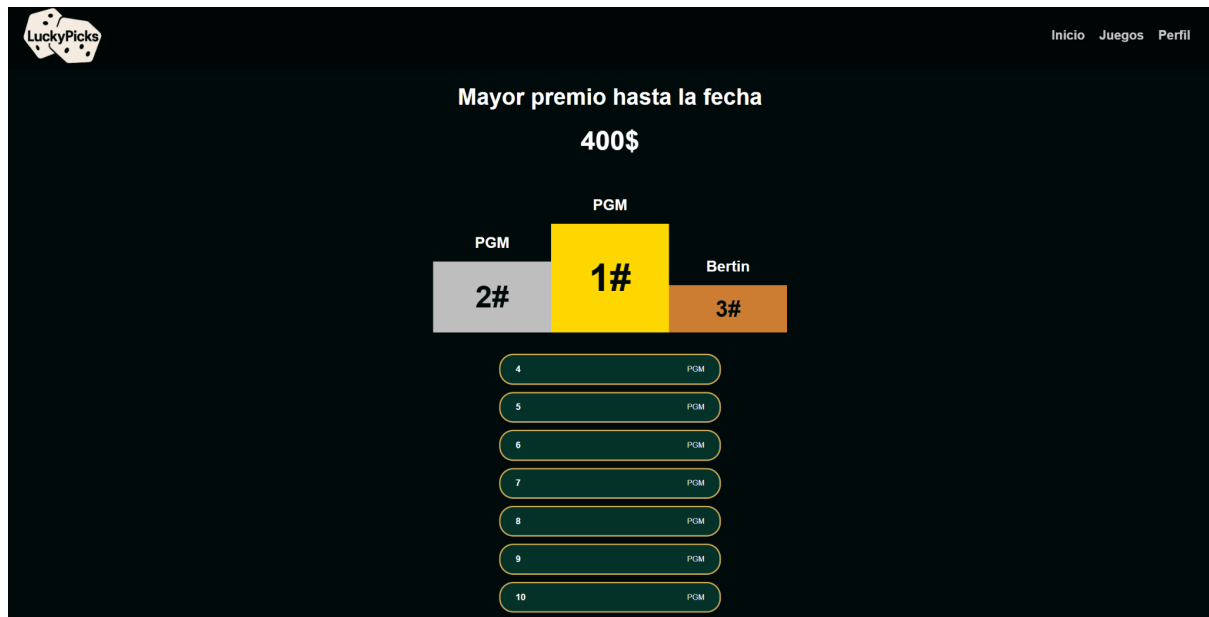 LuckyPicks
Inicio Juegos Perfil
Mayor premio hasta la fecha
400$
PGM
PGM
Bertin
1#
2#
3#
4 PGM
5 PGM
6 PGM
7 PGM
8 PGM
9 PGM
10 PGM